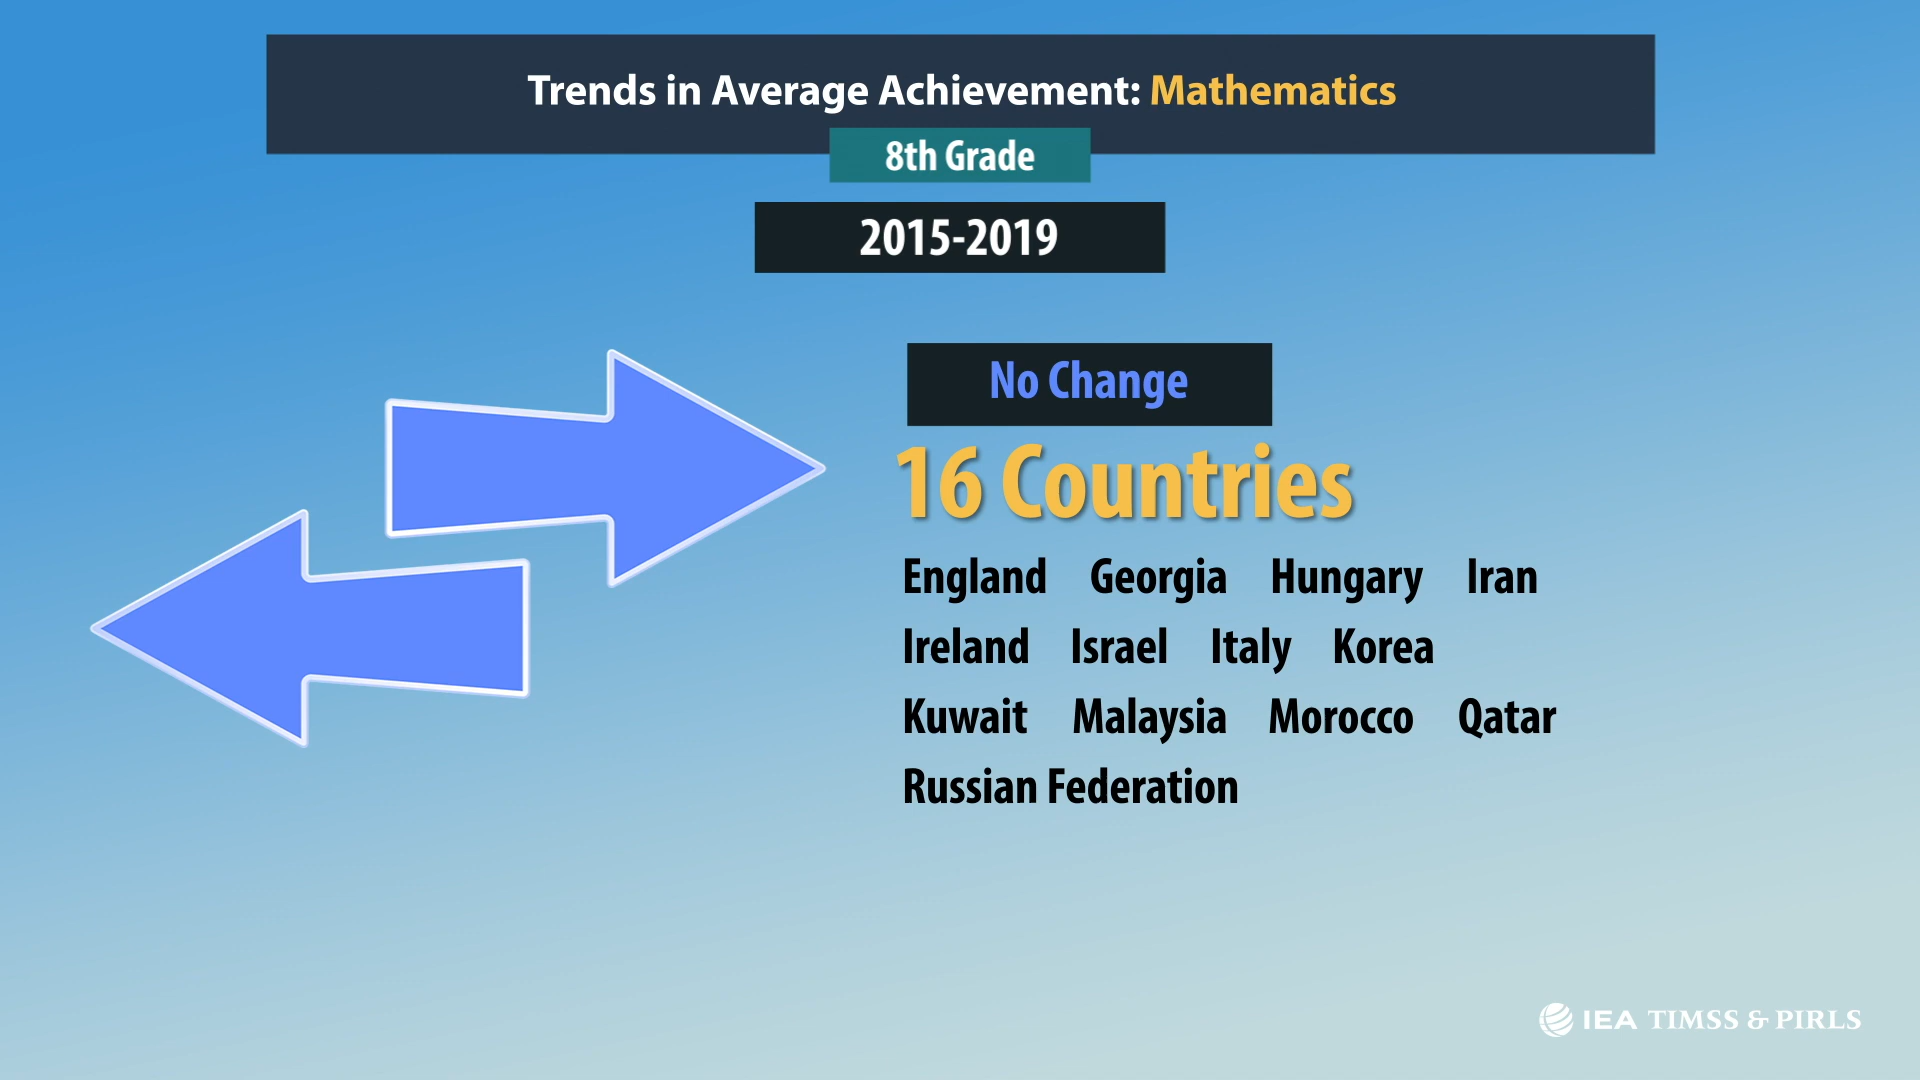 Trends in Average Achievement: Mathematics
8th Grade
2015-2019
No Change
16 Countries
England Georgia Hungary Iran
Ireland Israel Italy Korea
Kuwait Malaysia Morocco Qatar
Russian Federation
IEA TIMSS & PIRLS